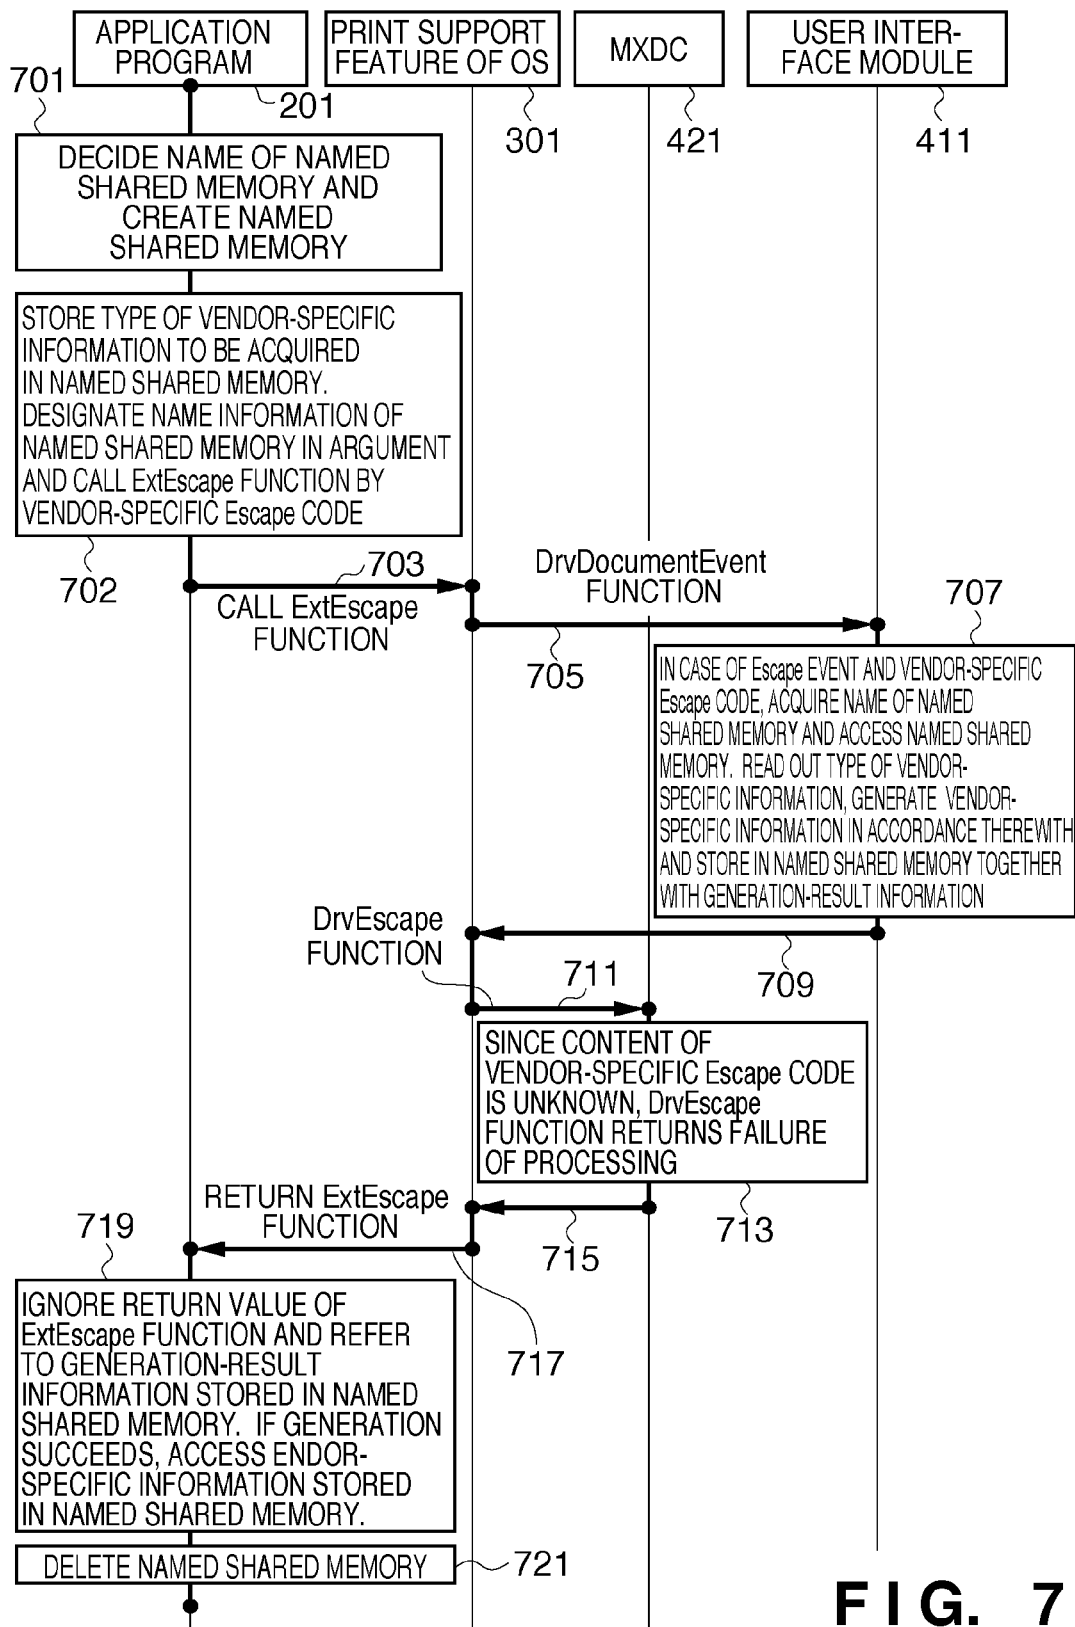 APPLICATION
PROGRAM
PRINT SUPPORT
FEATURE OF OS
MXDC
USER INTER-
FACE MODULE
701
201
301
421
411
DECIDE NAME OF NAMED
SHARED MEMORY AND
CREATE NAMED
SHARED MEMORY
STORE TYPE OF VENDOR-SPECIFIC
INFORMATION TO BE ACQUIRED
IN NAMED SHARED MEMORY.
DESIGNATE NAME INFORMATION OF
NAMED SHARED MEMORY IN ARGUMENT
AND CALL ExtEscape FUNCTION BY
VENDOR-SPECIFIC Escape CODE
702
703
CALL ExtEscape
FUNCTION
DrvDocumentEvent
FUNCTION
705
707
IN CASE OF Escape EVENT AND VENDOR-SPECIFIC
Escape CODE, ACQUIRE NAME OF NAMED
SHARED MEMORY AND ACCESS NAMED SHARED
MEMORY. READ OUT TYPE OF VENDOR-
SPECIFIC INFORMATION, GENERATE VENDOR-
SPECIFIC INFORMATION IN ACCORDANCE THEREWITH
AND STORE IN NAMED SHARED MEMORY TOGETHER
WITH GENERATION-RESULT INFORMATION
DrvEscape
FUNCTION
709
711
SINCE CONTENT OF
VENDOR-SPECIFIC Escape CODE
IS UNKNOWN, DrvEscape
FUNCTION RETURNS FAILURE
OF PROCESSING
713
RETURN ExtEscape
FUNCTION
715
717
719
IGNORE RETURN VALUE OF
ExtEscape FUNCTION AND REFER
TO GENERATION-RESULT
INFORMATION STORED IN NAMED
SHARED MEMORY. IF GENERATION
SUCCEEDS, ACCESS ENDOR-
SPECIFIC INFORMATION STORED
IN NAMED SHARED MEMORY.
DELETE NAMED SHARED MEMORY
721
FIG. 7